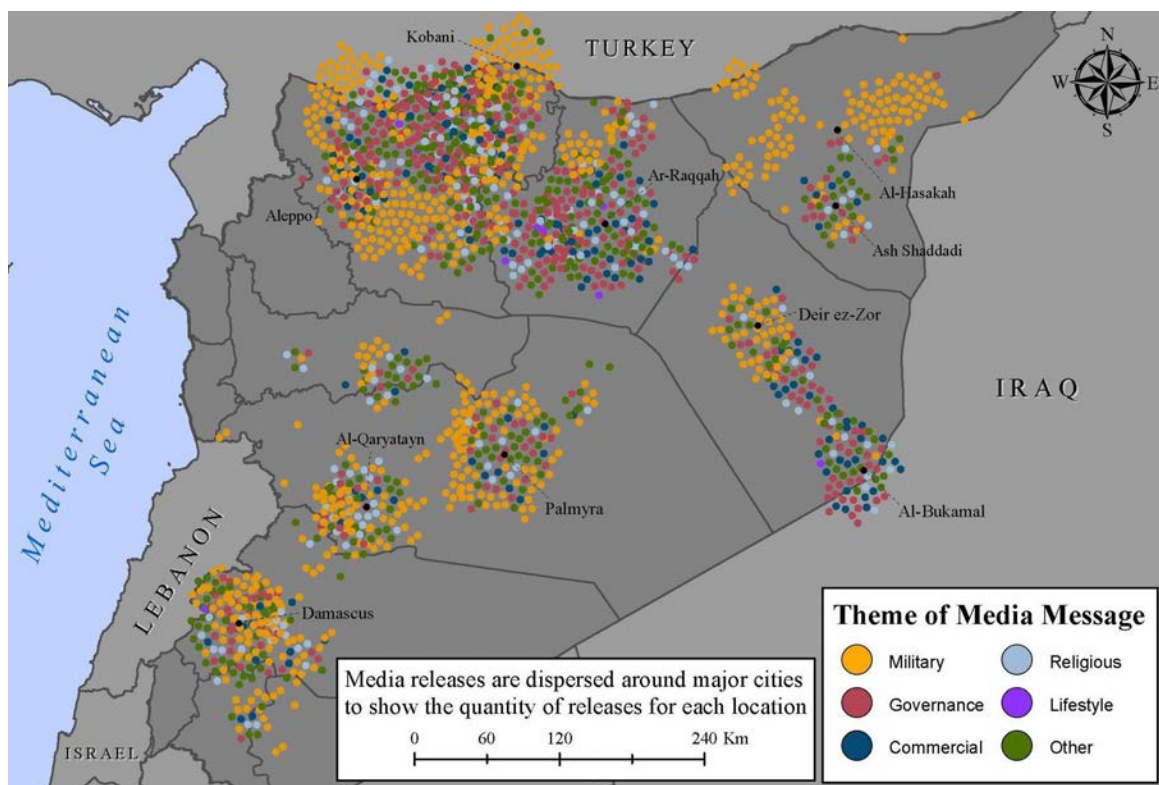 Kobani
TURKEY
N
W E
S
Ar-Raqqah
Aleppo
Al-Hasakah
Ash Shaddadi
Deir ez-Zor
IRAQ
Mediterranean
Sea
Al-Qaryatayn
Palmyra
Al-Bukamal
LEBANON
Damascus
ISRAEL
Media releases are dispersed around major cities
to show the quantity of releases for each location
0 60 120 240 Km
Theme of Media Message
Military
Religious
Governance
Lifestyle
Commercial
Other